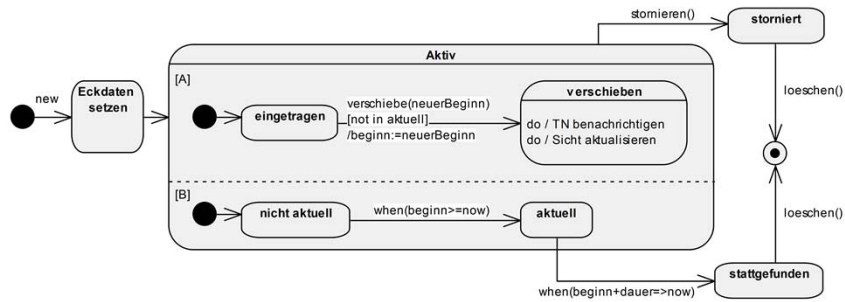 stornieren()
storniert
Aktiv
[A]
new
Eckdaten
setzen
eingetragen
verschiebe(neuerBeginn)
[not in aktuell]
/beginn:=neuerBeginn
verschieben
do / TN benachrichtigen
do / Sicht aktualisieren
loeschen()
[B]
nicht aktuell
when(beginn>=now)
aktuell
loeschen()
when(beginn+dauer=>now)
stattgefunden